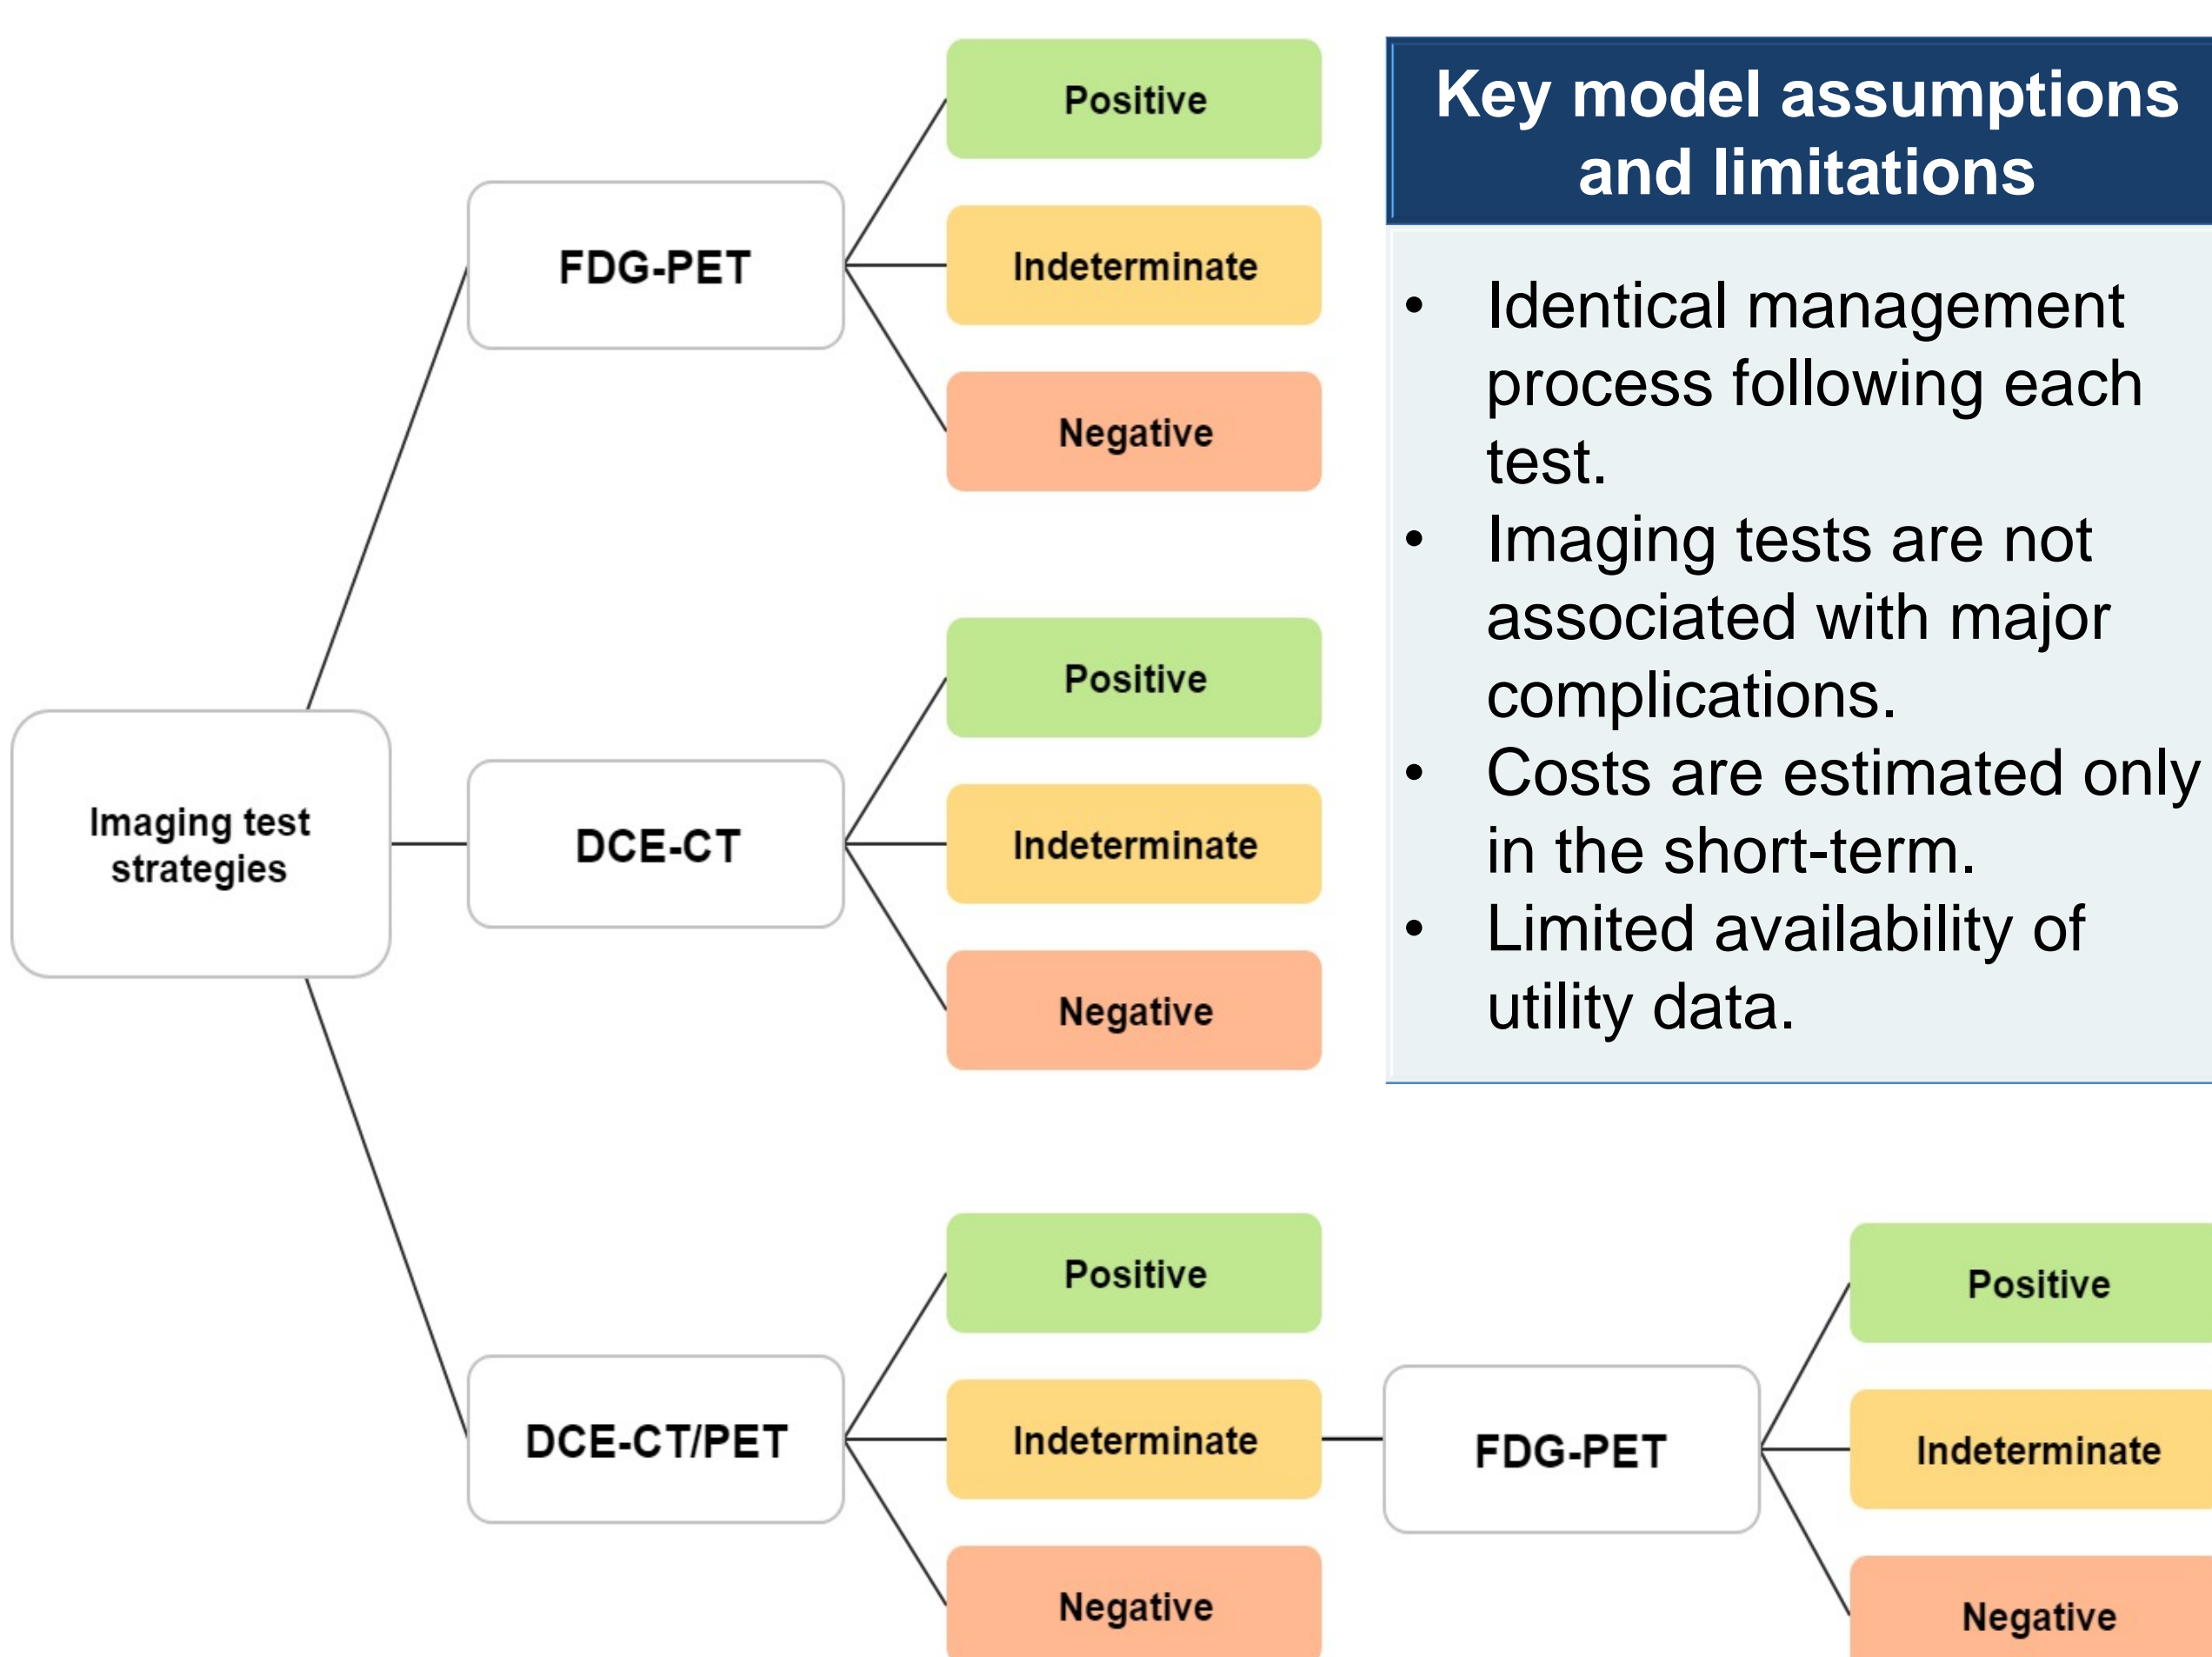 Positive
FDG-PET
Indeterminate
Negative
Positive
Imaging test
strategies
DCE-CT
Indeterminate
Negative
Positive
DCE-CT/PET
Indeterminate
Negative
FDG-PET
Positive
Indeterminate
Negative
Key model assumptions
and limitations
• Identical management
process following each
test.
• Imaging tests are not
associated with major
complications.
• Costs are estimated only
in the short-term.
• Limited availability of
utility data.